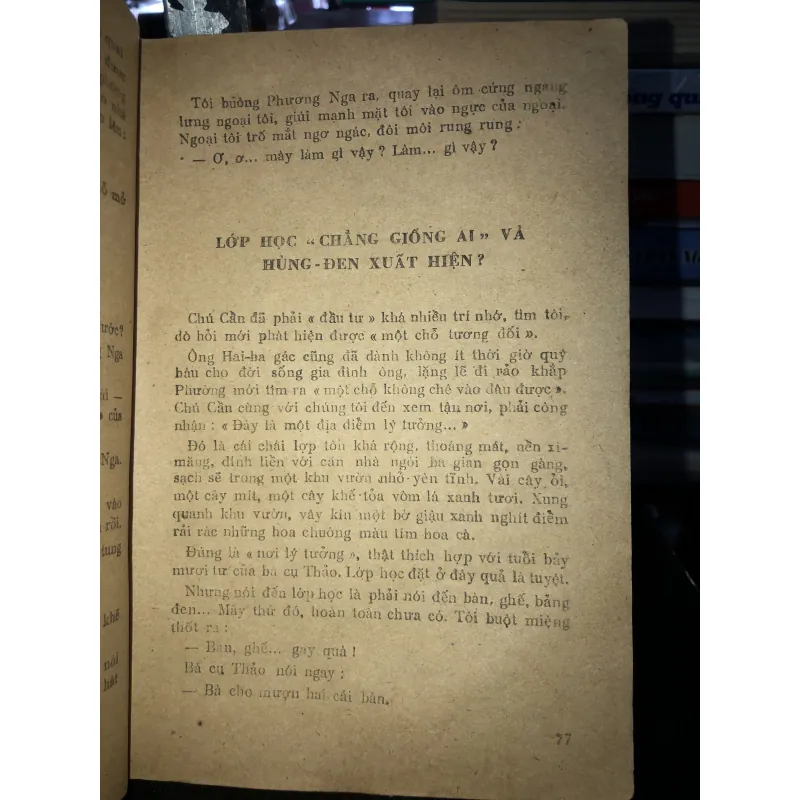 Tôi buông Phương Nga ra, quay lại ôm cứng ngang
lưng ngoại tôi, giúi mạnh mặt tôi vào ngực của ngoại.
Ngoại tôi trố mắt ngơ ngác, đôi môi rung rung :
— Ơ, ơ... mày làm gì vậy ? Làm... gì vậy ?
LỚP HỌC “CHẲNG GIỐNG AI” VÀ
HÙNG-ĐEN XUẤT HIỆN ?
Chú Cần đã phải « đầu tư » khá nhiều trí nhớ, tìm tòi,
dò hỏi mới phát hiện được « một chỗ tương đối ».
Ông Hai-ba gác cũng đã dành không ít thời giờ quý
báu cho đời sống gia đình ông, lặng lẽ đi rảo khắp
Phường mới tìm ra « một chỗ không chê vào đâu được ».
Chú Cần cùng với chúng tôi đến xem tận nơi, phải công
nhận : « Đây là một địa điểm lý tưởng... »
Đó là cái chái lợp tôn khá rộng, thoáng mát, nền xi-
măng, dính liền với căn nhà ngói ba gian gọn gàng,
sạch sẽ trong một khu vườn nhỏ yên tĩnh. Vài cây ổi,
một cây mít, một cây khế tỏa vòm lá xanh tươi. Xung
quanh khu vườn, vây kín một bờ giậu xanh nghít điểm
rải rác những hoa chuông màu tím hoa cà.
Đúng là « nơi lý tưởng », thật thích hợp với tuổi bảy
mươi tư của bà cụ Thảo. Lớp học đặt ở đây quả là tuyệt.
Nhưng nói đến lớp học là phải nói đến bàn, ghế, bảng
đen... Mấy thứ đó, hoàn toàn chưa có. Tôi buột miệng
thốt ra :
— Bàn, ghế... gay quá !
Bà cụ Thảo nói ngay :
— Bà cho mượn hai cái bàn.
77
rước?
Nga
» của
Nga.
vào
rồi.
khế
nói